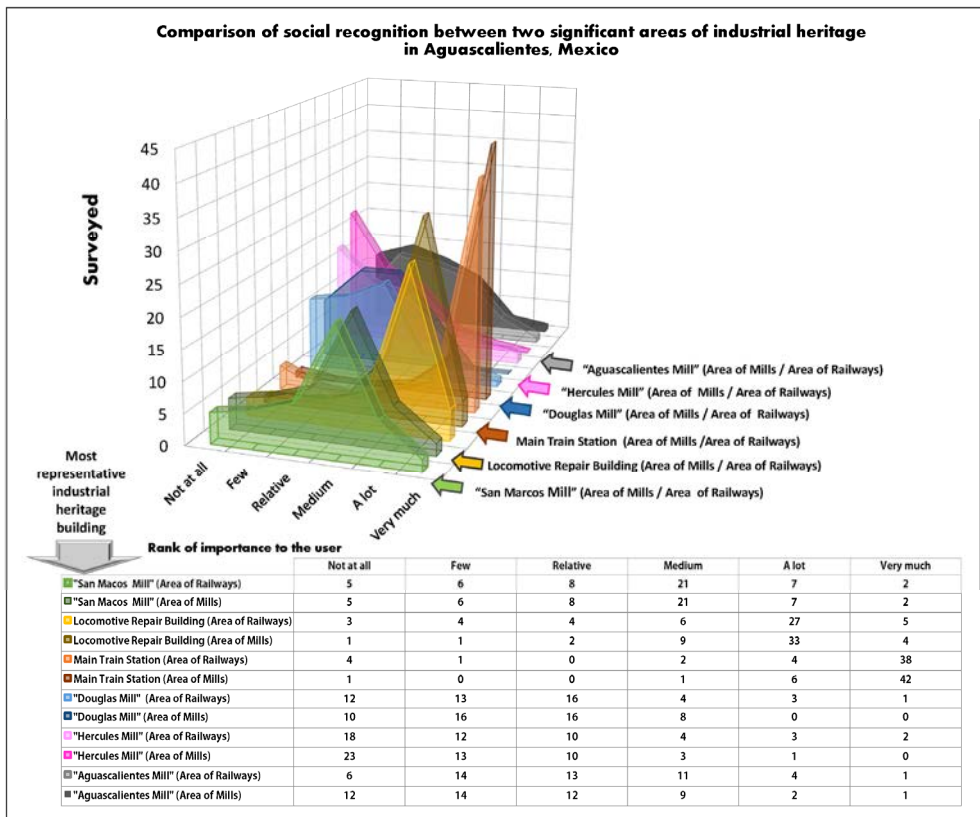 Comparison of social recognition between two significant areas of industrial heritage
in Aguascalientes, Mexico
Surveyed
45
40
35
30
25
20
15
10
5
0
Not at all
Few
Relative
Medium
A lot
Very much
"Aguascalientes Mill" (Area of Mills / Area of Railways)
"Hercules Mill" (Area of Mills / Area of Railways)
"Douglas Mill" (Area of Mills / Area of Railways)
Main Train Station (Area of Mills /Area of Railways)
Locomotive Repair Building (Area of Mills / Area of Railways)
"San Marcos Mill" (Area of Mills / Area of Railways)
Most
representative
industrial
heritage
building
Rank of importance to the user
Not at all Few Relative Medium A lot Very much
"San Macos Mill" (Area of Railways) 5 6 8 21 7 2
"San Macos Mill" (Area of Mills) 5 6 8 21 7 2
Locomotive Repair Building (Area of Railways) 3 4 4 6 27 5
Locomotive Repair Building (Area of Mills) 1 1 2 9 33 4
Main Train Station (Area of Railways) 4 1 0 2 4 38
Main Train Station (Area of Mills) 1 0 0 1 6 42
"Douglas Mill" (Area of Railways) 12 13 16 4 3 1
"Douglas Mill" (Area of Mills) 10 16 16 8 0 0
"Hercules Mill" (Area of Railways) 18 12 10 4 3 2
"Hercules Mill" (Area of Mills) 23 13 10 3 1 0
"Aguascalientes Mill" (Area of Railways) 6 14 13 11 4 1
"Aguascalientes Mill" (Area of Mills) 12 14 12 9 2 1